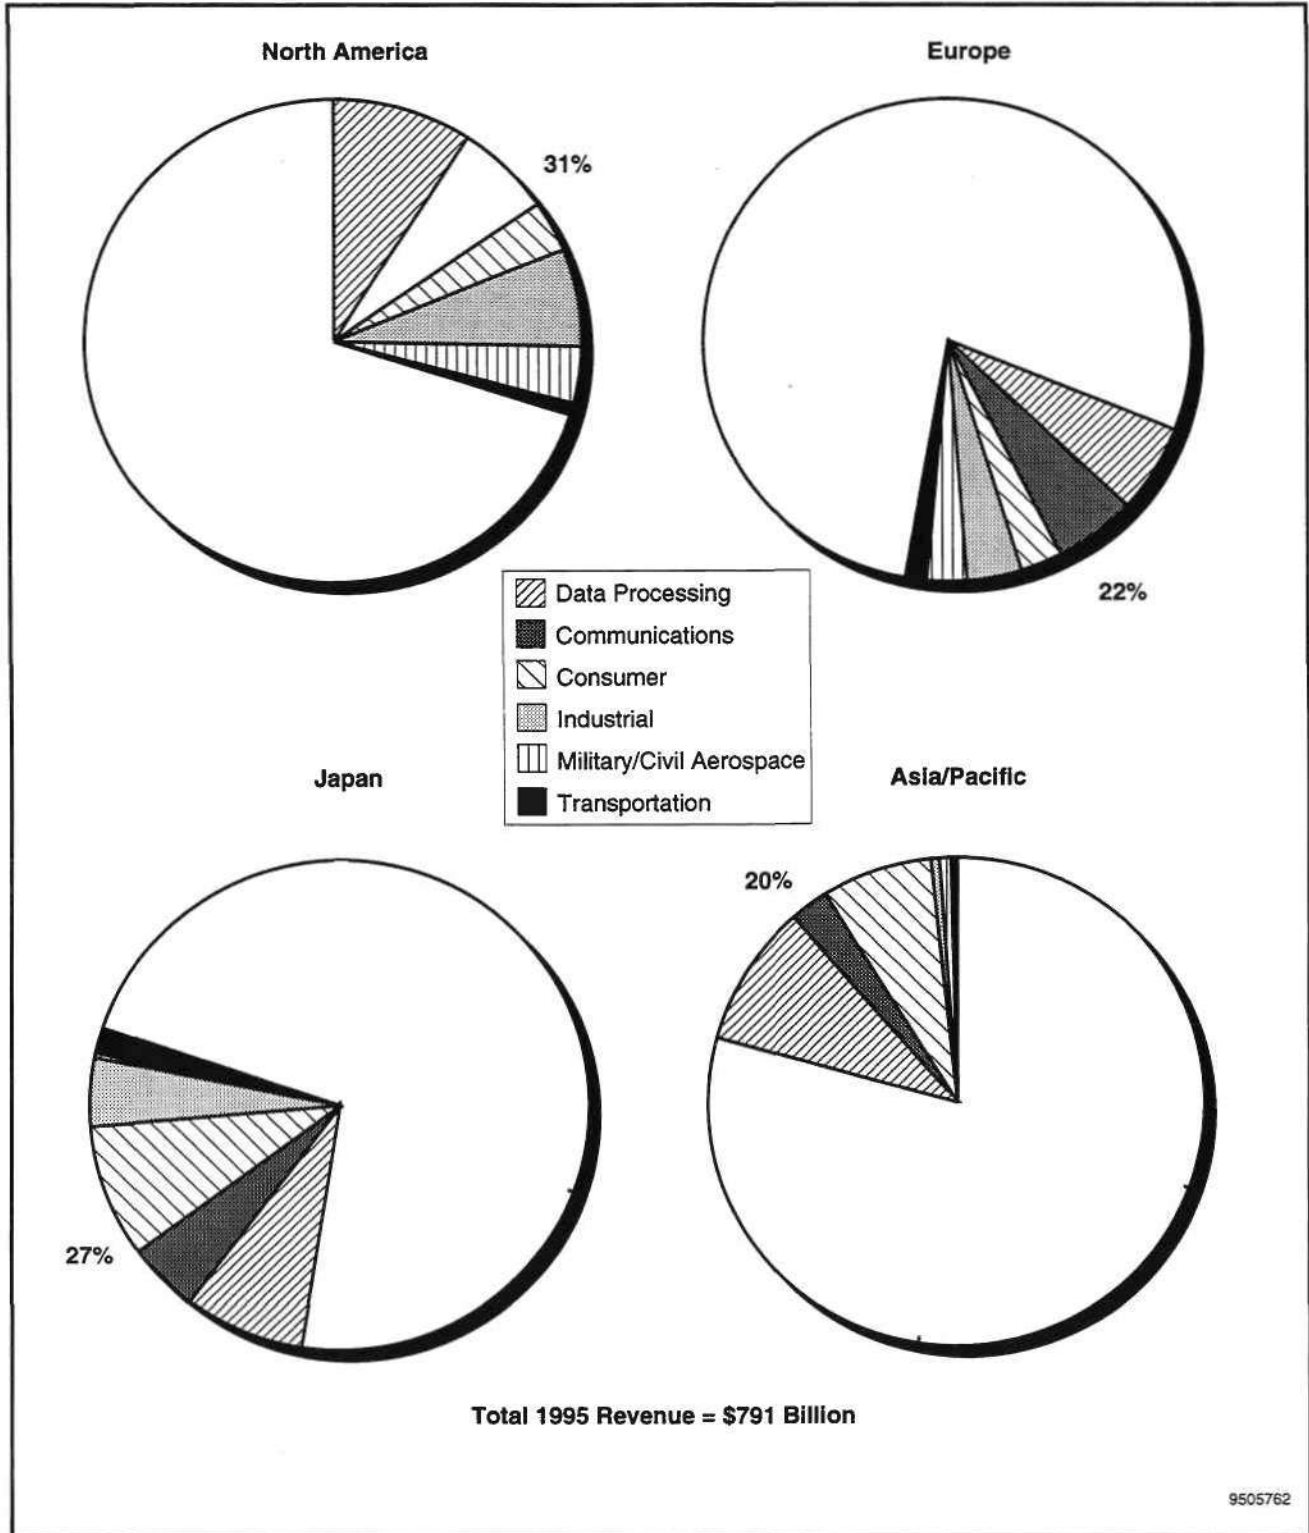 North America
Europe
31%
22%
Data Processing
Communications
Consumer
Industrial
Military/Civil Aerospace
Transportation
Japan
Asia/Pacific
20%
27%
Total 1995 Revenue = $791 Billion
9505762